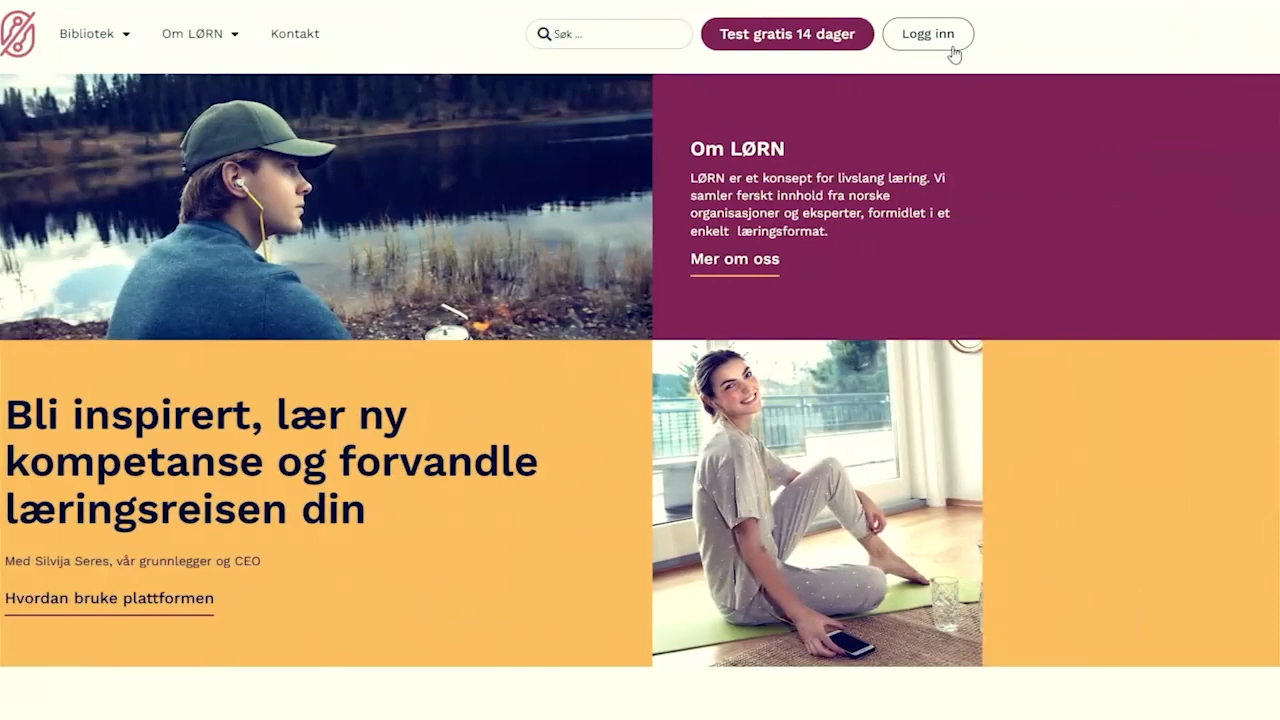 Bibliotek
Om LØRN
Kontakt
Søk ...
Test gratis 14 dager
Logg inn
Om LØRN
LØRN er et konsept for livslang læring. Vi
samler ferskt innhold fra norske
organisasjoner og eksperter, formidlet i et
enkelt læringsformat.
Mer om oss
Bli inspirert, lær ny
kompetanse og forvandle
læringsreisen din
Med Silvija Seres, vår grunnlegger og CEO
Hvordan bruke plattformen